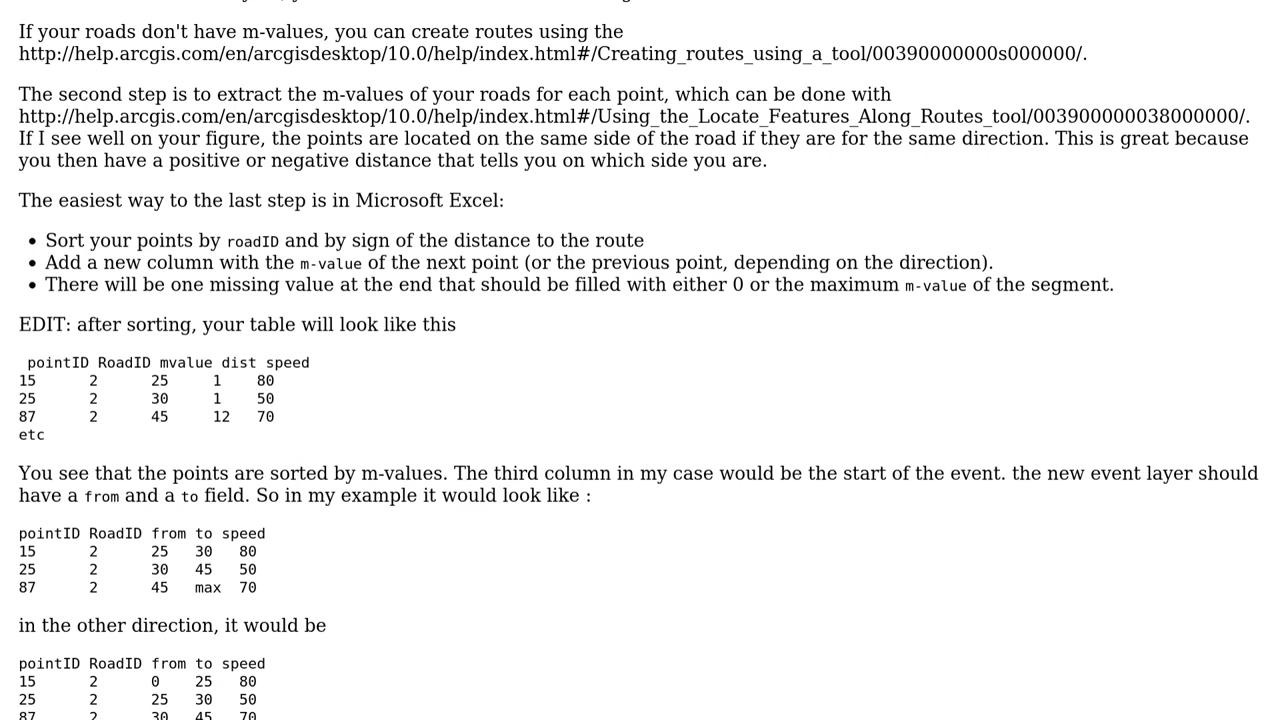 If your roads don't have m-values, you can create routes using the
http://help.arcgis.com/en/arcgisdesktop/10.0/help/index.html#/Creating_routes_using_a_tool/00390000000s000000/.
The second step is to extract the m-values of your roads for each point, which can be done with
http://help.arcgis.com/en/arcgisdesktop/10.0/help/index.html#/Using_the_Locate_Features_Along_Routes_tool/003900000038000000/.
If I see well on your figure, the points are located on the same side of the road if they are for the same direction. This is great because
you then have a positive or negative distance that tells you on which side you are.
The easiest way to the last step is in Microsoft Excel:
• Sort your points by roadID and by sign of the distance to the route
• Add a new column with the m-value of the next point (or the previous point, depending on the direction).
• There will be one missing value at the end that should be filled with either 0 or the maximum m-value of the segment.
EDIT: after sorting, your table will look like this
pointID RoadID mvalue dist speed
15 2 25 1 80
25 2 30 1 50
87 2 45 12 70
etc
You see that the points are sorted by m-values. The third column in my case would be the start of the event. the new event layer should
have a from and a to field. So in my example it would look like :
pointID RoadID from to speed
15 2 25 30 80
25 2 30 45 50
87 2 45 max 70
in the other direction, it would be
pointID RoadID from to speed
15 2 0 25 80
25 2 25 30 50
87 2 30 45 70